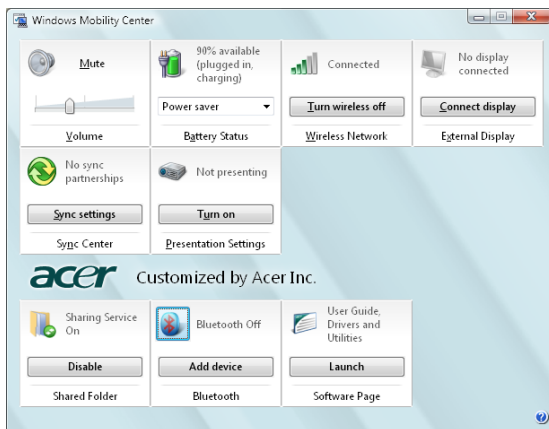 Windows Mobility Center
Mute
Volume
90% available
(plugged in,
charging)
Power saver
Battery Status
Connected
Turn wireless off
Wireless Network
No display
connected
Connect display
External Display
No sync
partnerships
Sync settings
Sync Center
Not presenting
Turn on
Presentation Settings
acer Customized by Acer Inc.
Sharing Service
On
Disable
Shared Folder
Bluetooth Off
Add device
Bluetooth
User Guide,
Drivers and
Utilities
Launch
Software Page